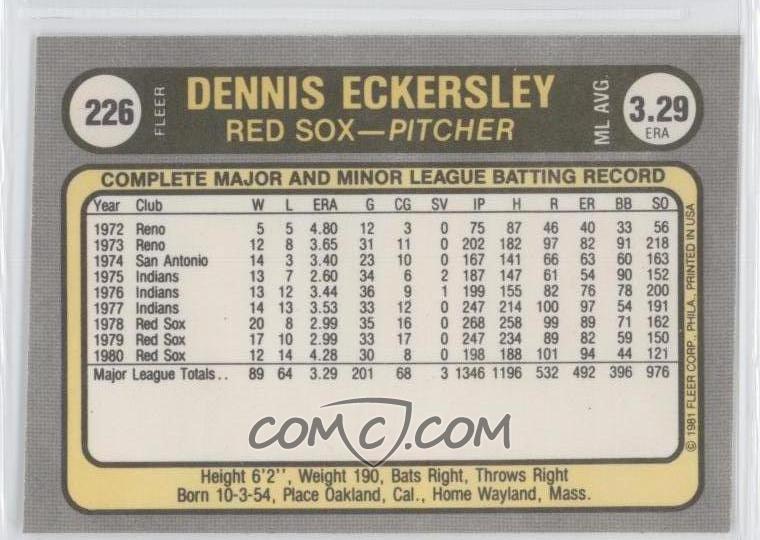 226
FLEER
DENNIS ECKERSLEY
RED SOX—PITCHER
ML AVG.
3.29
ERA
COMPLETE MAJOR AND MINOR LEAGUE BATTING RECORD
Year Club W L ERA G CG SV IP H R ER BB SO
1972 Reno 5 5 4.80 12 3 0 75 87 46 40 33 56
1973 Reno 12 8 3.65 31 11 0 202 182 97 82 91 218
1974 San Antonio 14 3 3.40 23 10 0 167 141 66 63 60 163
1975 Indians 13 7 2.60 34 6 2 187 147 61 54 90 152
1976 Indians 13 12 3.44 36 9 1 199 155 82 76 78 200
1977 Indians 14 13 3.53 33 12 0 247 214 100 97 54 191
1978 Red Sox 20 8 2.99 35 16 0 268 258 99 89 71 162
1979 Red Sox 17 10 2.99 33 17 0 247 234 89 82 59 150
1980 Red Sox 12 14 4.28 30 8 0 198 188 101 94 44 121
Major League Totals.. 89 64 3.29 201 68 3 1346 1196 532 492 396 976
© 1981 FLEER CORP., PHILA., PRINTED IN USA
COMC.COM
Height 6'2'', Weight 190, Bats Right, Throws Right
Born 10-3-54, Place Oakland, Cal., Home Wayland, Mass.